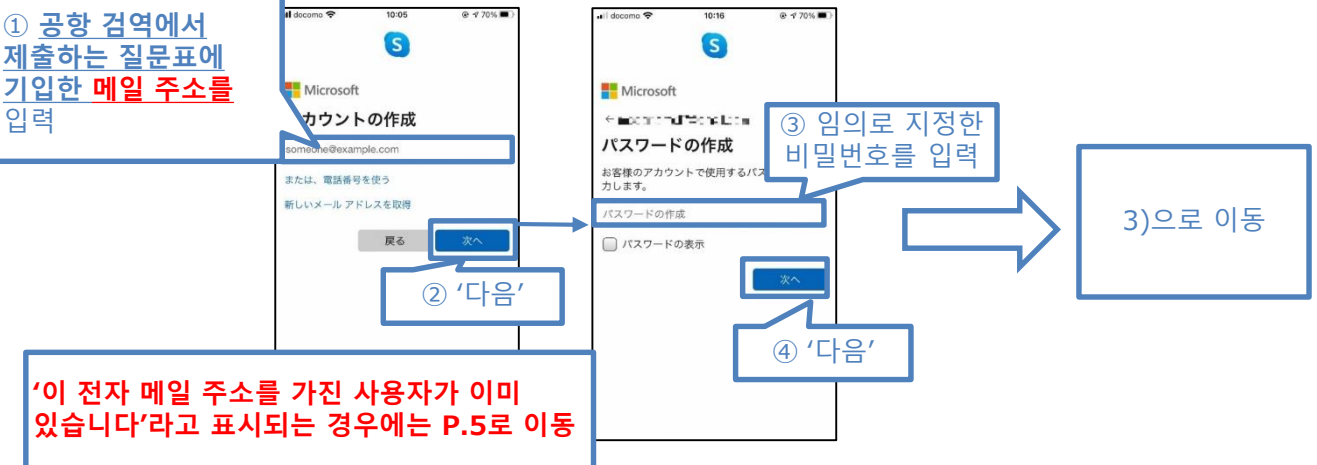 ① 공항 검역에서
제출하는 질문표에
기입한 메일 주소를
입력
docomo 10:05 70%
S
Microsoft
カウントの作成
someone@example.com
または、電話番号を使う
新しいメール アドレスを取得
戻る 次へ
② ‘다음’
docomo 10:16 70%
S
Microsoft
パスワードの作成
お客様のアカウントで使用するパス
力します。
パスワードの作成
パスワードの表示
次へ
③ 임의로 지정한
비밀번호를 입력
④ ‘다음’
3)으로 이동
‘이 전자 메일 주소를 가진 사용자가 이미
있습니다’라고 표시되는 경우에는 P.5로 이동